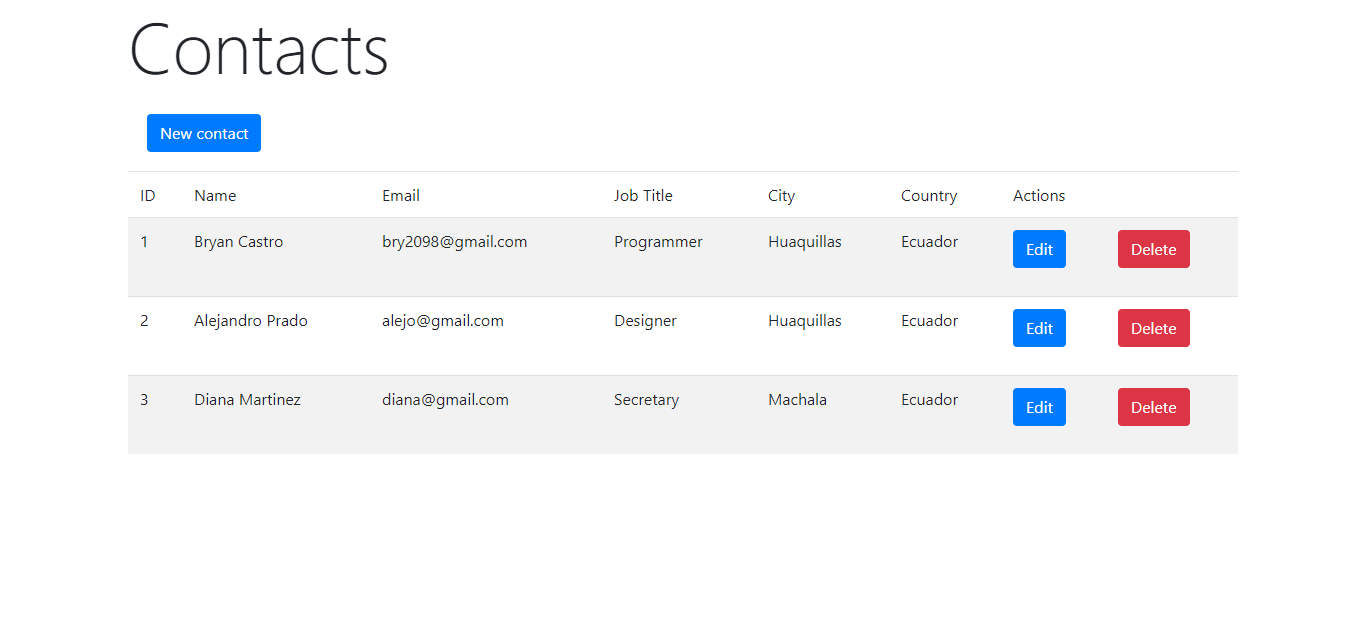 Contacts
New contact
ID Name Email Job Title City Country Actions
1 Bryan Castro bry2098@gmail.com Programmer Huaquillas Ecuador Edit Delete
2 Alejandro Prado alejo@gmail.com Designer Huaquillas Ecuador Edit Delete
3 Diana Martinez diana@gmail.com Secretary Machala Ecuador Edit Delete